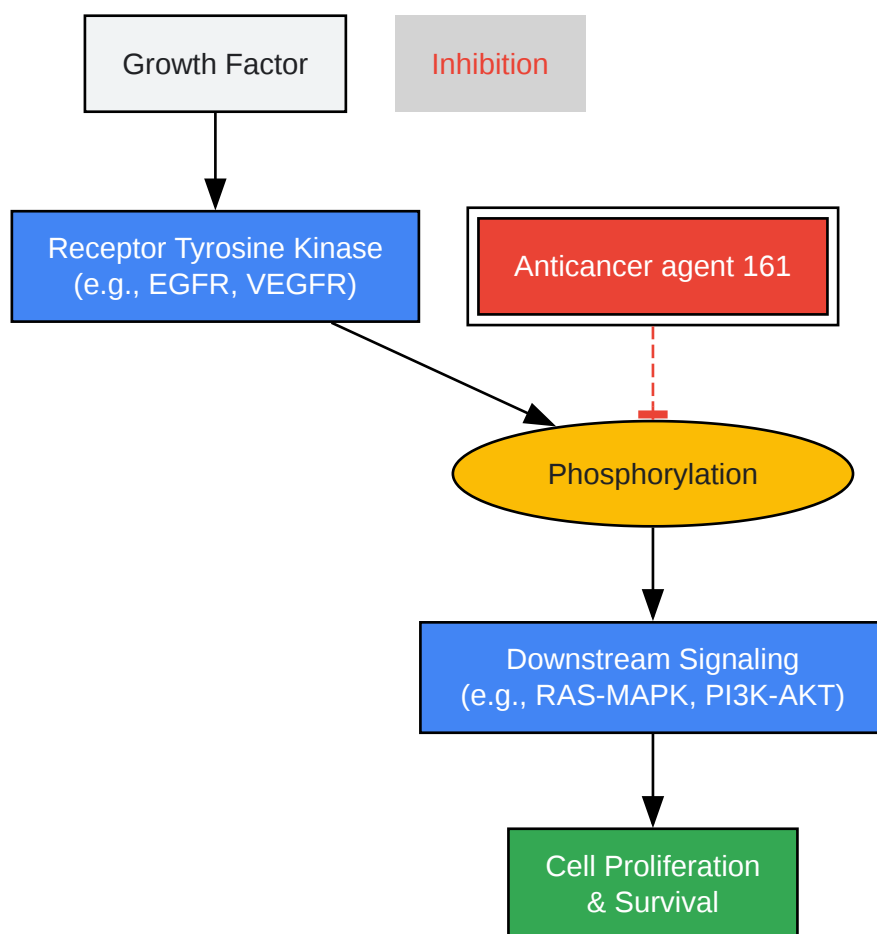 Growth Factor
Inhibition
Receptor Tyrosine Kinase
(e.g., EGFR, VEGFR)
Anticancer agent 161
Phosphorylation
Downstream Signaling
(e.g., RAS-MAPK, PI3K-AKT)
Cell Proliferation
& Survival